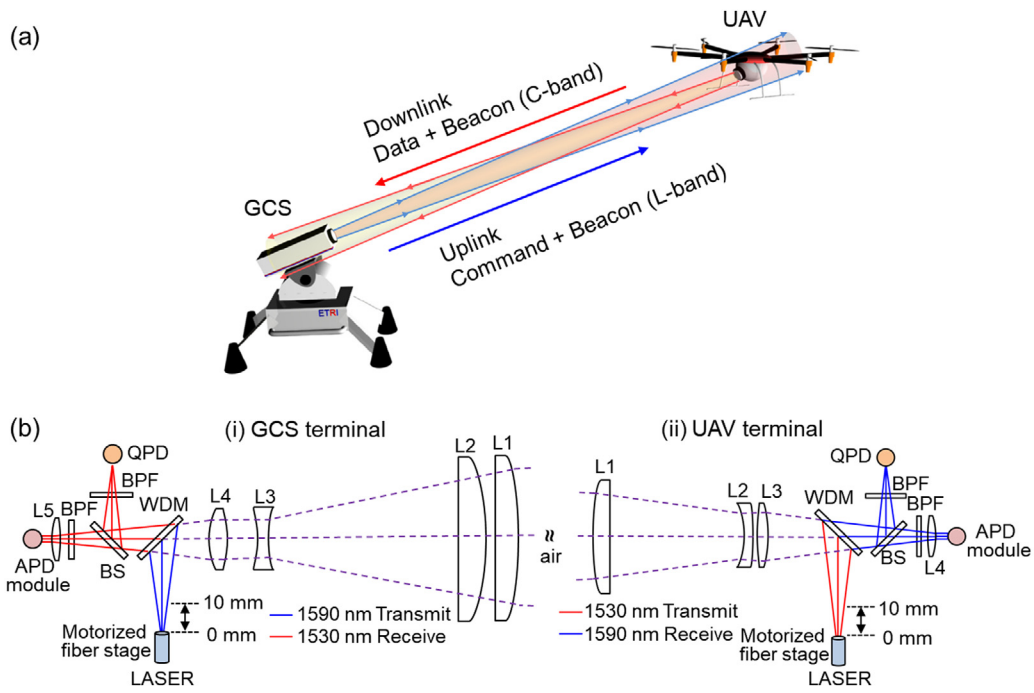 (a)
UAV
Downlink
Data + Beacon (C-band)
GCS
Uplink
Command + Beacon (L-band)
ETRI
(b)
(i) GCS terminal
(ii) UAV terminal
QPD
BPF
WDM
L5
BPF
L4
L3
L2
L1
APD
module
BS
10 mm
0 mm
Motorized
fiber stage
LASER
1590 nm Transmit
1530 nm Receive
≈
air
L1
L2
L3
WDM
QPD
BPF
BPF
BS
L4
APD
module
1530 nm Transmit
1590 nm Receive
10 mm
0 mm
Motorized
fiber stage
LASER